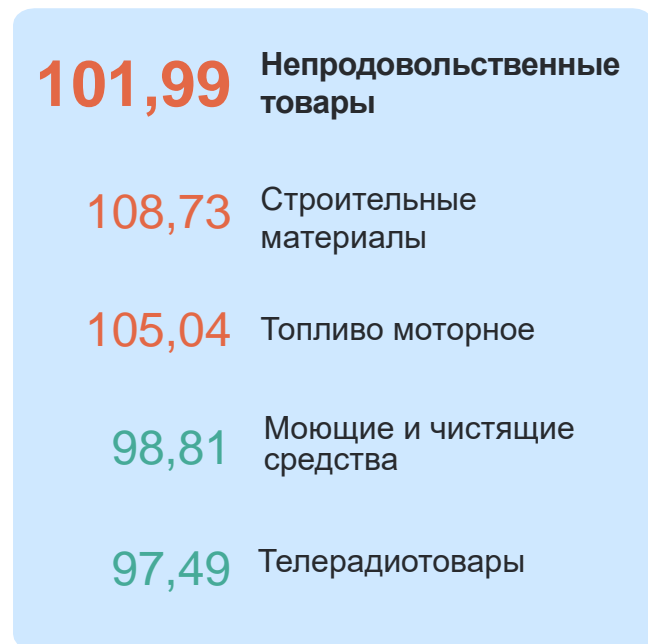 101,99 Непродовольственные
товары
108,73 Строительные
материалы
105,04 Топливо моторное
98,81 Моющие и чистящие
средства
97,49 Телерадиотовары